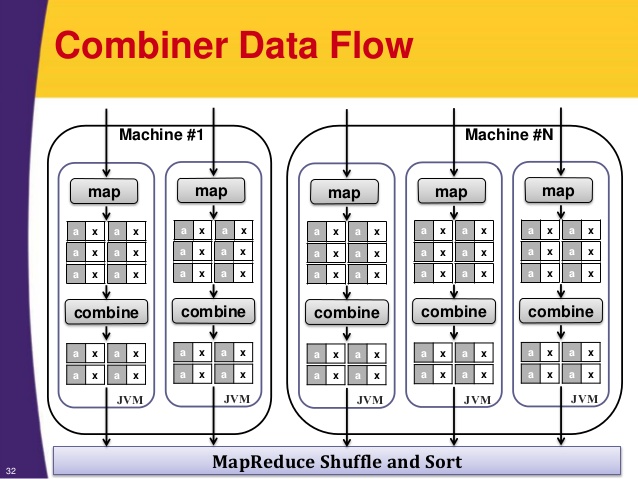 Combiner Data Flow
Machine #1 Machine #N
map map map map map
a x a x a x a x a x a x a x a x a x a x
a x a x a x a x a x a x a x a x a x a x
a x a x a x a x a x a x a x a x a x a x
combine combine combine combine combine
a x a x a x a x a x a x a x a x a x a x
a x a x a x a x a x a x a x a x a x a x
JVM JVM JVM JVM JVM
MapReduce Shuffle and Sort
32